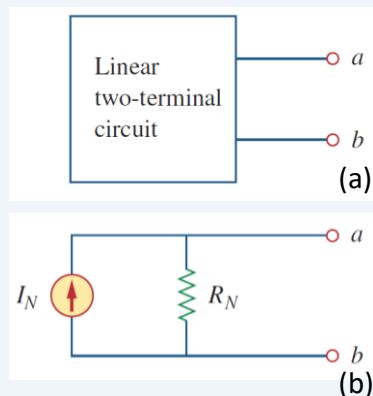 Linear
two-terminal
circuit
a
b
(a)
a
I_N
R_N
b
(b)